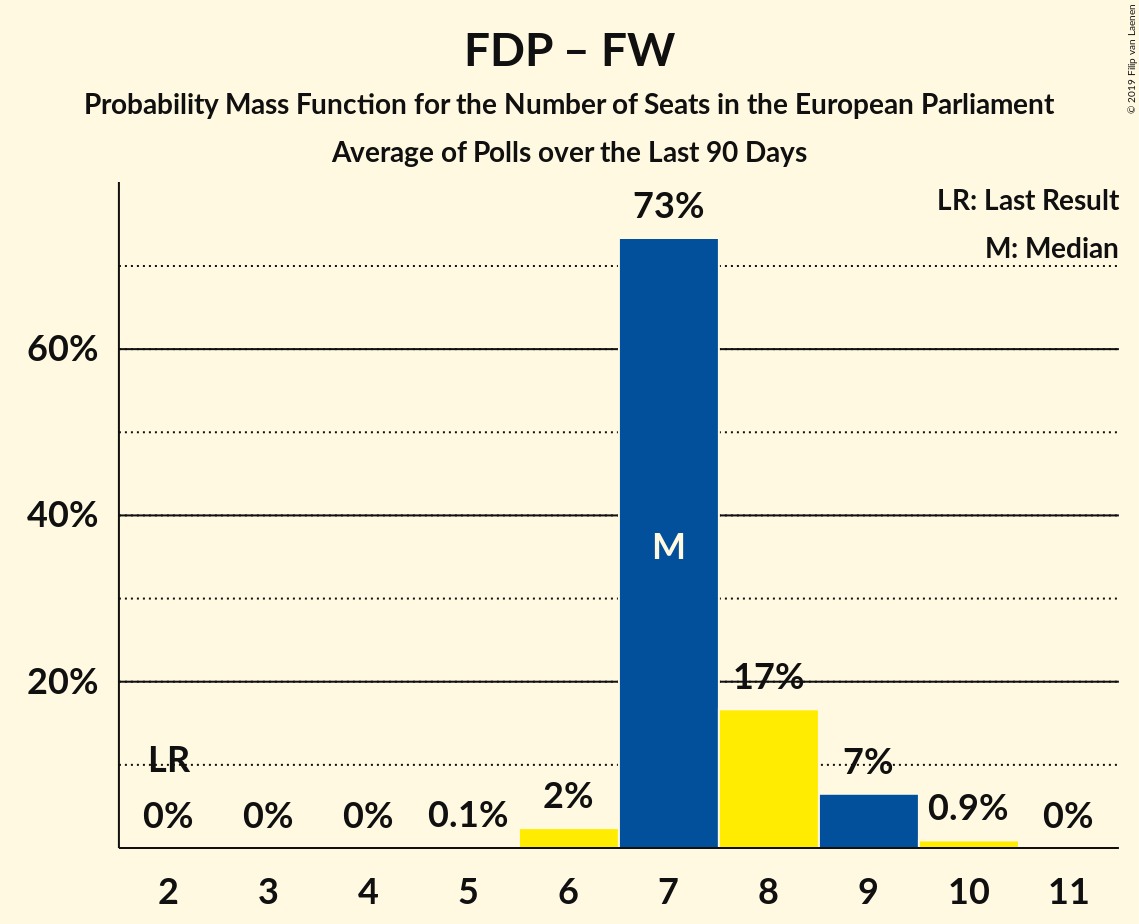 FDP – FW
Probability Mass Function for the Number of Seats in the European Parliament
Average of Polls over the Last 90 Days
© 2019 Filip van Laenen
LR: Last Result
M: Median
73%
60%
40%
20%
M
17%
LR
7%
2%
0%
0%
0%
0.1%
0.9%
0%
2
3
4
5
6
7
8
9
10
11